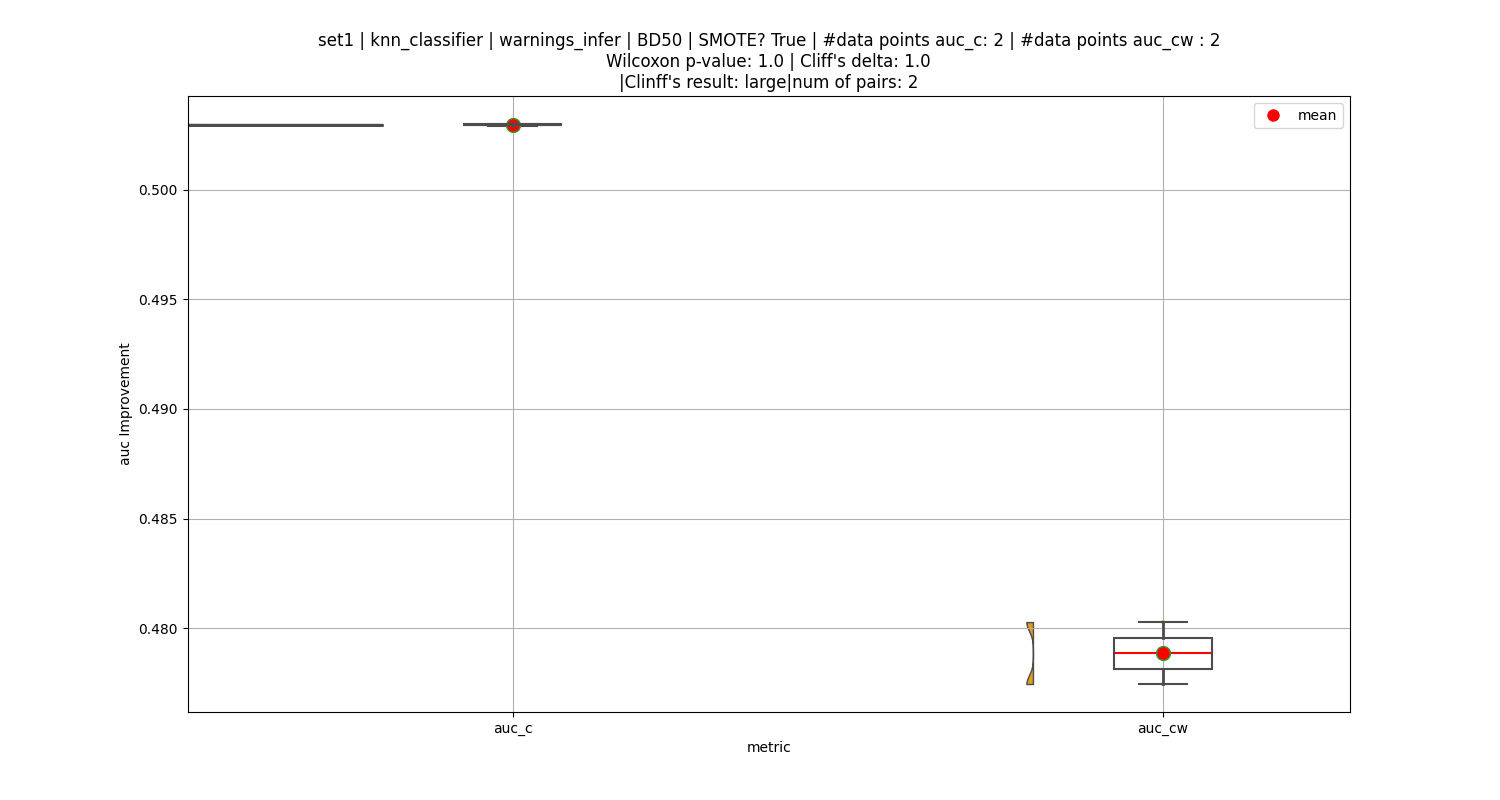 set1 | knn_classifier | warnings_infer | BD50 | SMOTE? True | #data points auc_c: 2 | #data points auc_cw : 2
Wilcoxon p-value: 1.0 | Cliff's delta: 1.0
|Clinff's result: large|num of pairs: 2
mean
0.500
0.495
0.490
0.485
0.480
auc Improvement
auc_c
auc_cw
metric